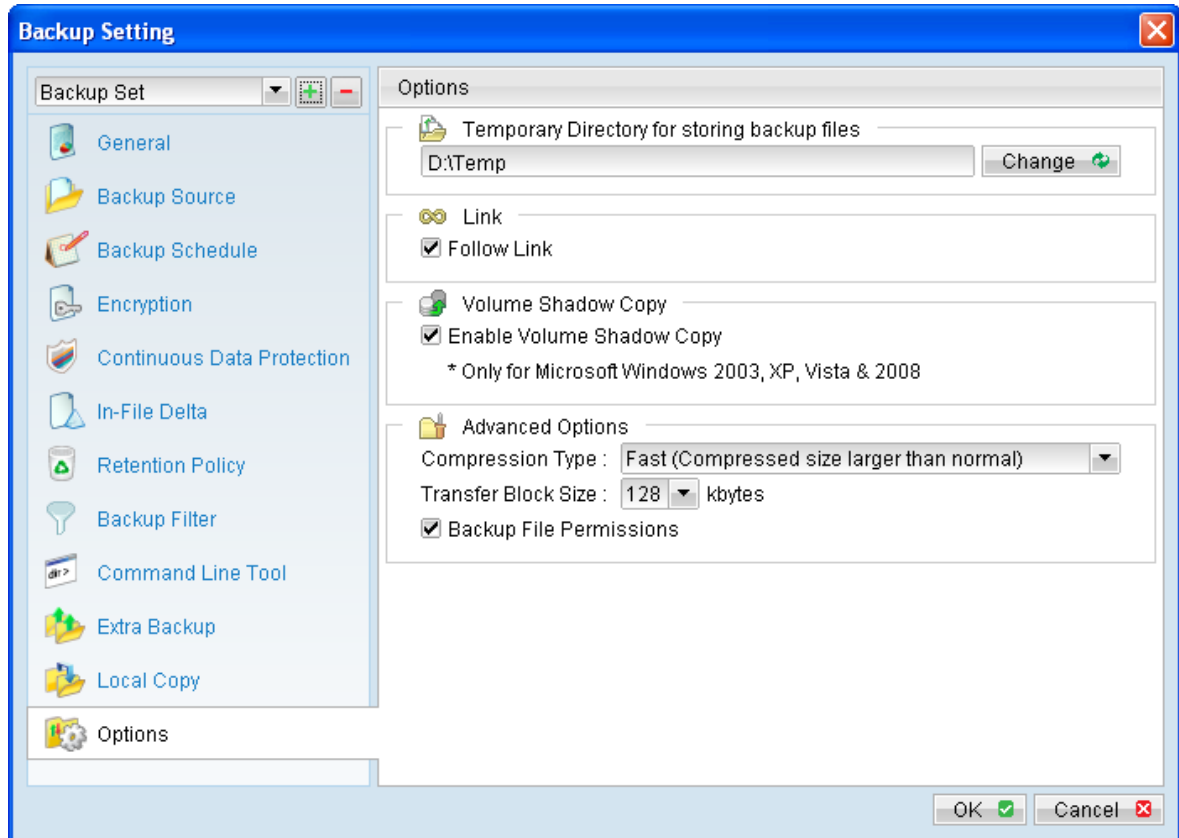 Backup Setting
Backup Set
General
Backup Source
Backup Schedule
Encryption
Continuous Data Protection
In-File Delta
Retention Policy
Backup Filter
dir>
Command Line Tool
Extra Backup
Local Copy
Options
Options
Temporary Directory for storing backup files
D:\Temp
Change
Link
Follow Link
Volume Shadow Copy
Enable Volume Shadow Copy
* Only for Microsoft Windows 2003, XP, Vista & 2008
Advanced Options
Compression Type : Fast (Compressed size larger than normal)
Transfer Block Size : 128 kbytes
Backup File Permissions
OK Cancel